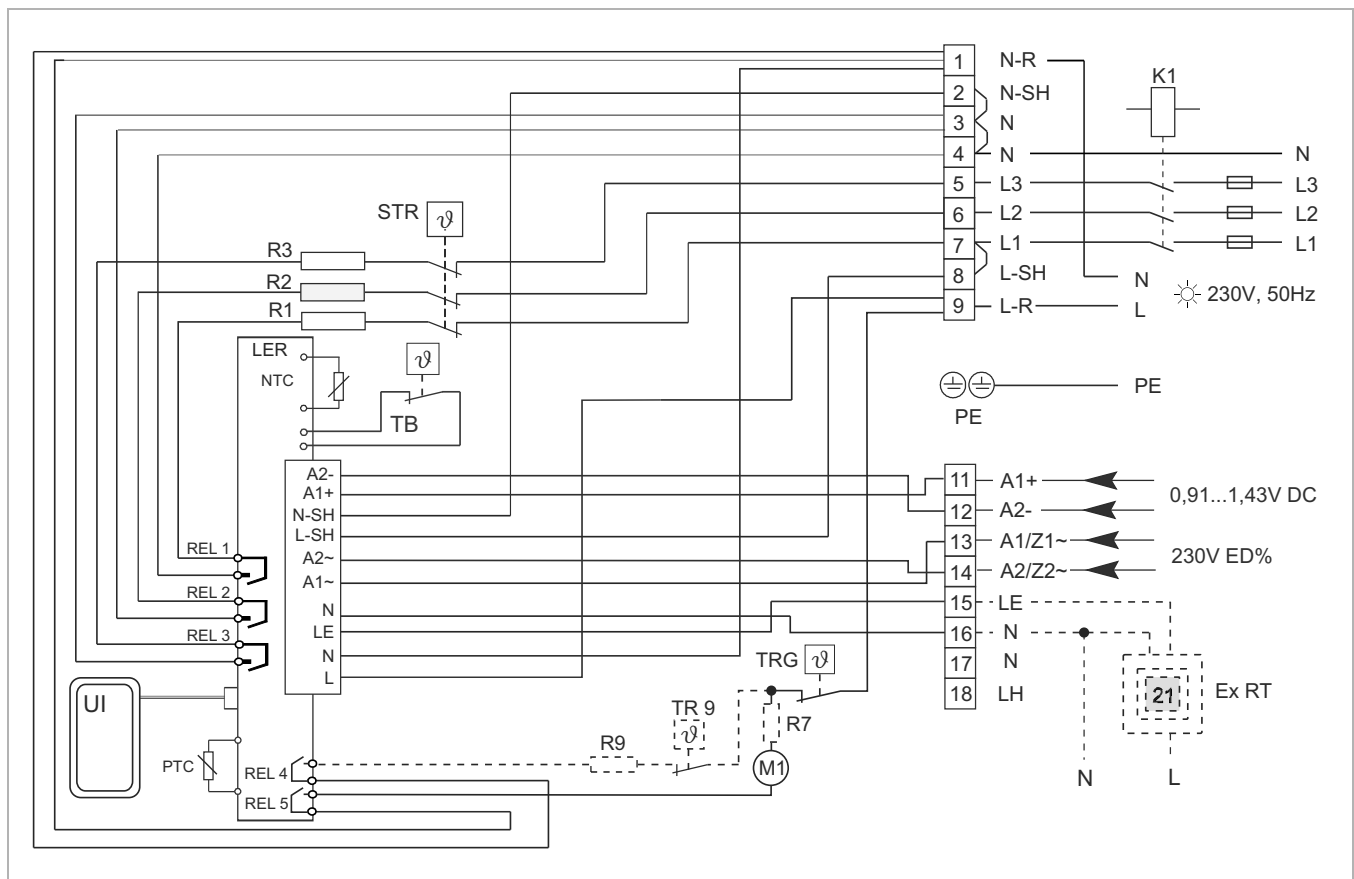 1 N-R
K1
2 N-SH
3 N
4 N N
5 L3 L3
STR ϑ
6 L2 L2
R3
7 L1 L1
8 L-SH
R2
N
230V, 50Hz
9 L-R L
R1
LER
ϑ
NTC
PE
TB
PE
A2-
11 A1+
A1+
0,91...1,43V DC
N-SH
12 A2-
L-SH
13 A1/Z1~
REL 1
A2~
230V ED%
14 A2/Z2~
A1~
REL 2
15 LE
N
LE
16 N
REL 3
N
TRG ϑ
17 N
L
18 LH
21 Ex RT
UI
TR 9
ϑ
R7
R9
PTC
REL 4
M1
N L
REL 5